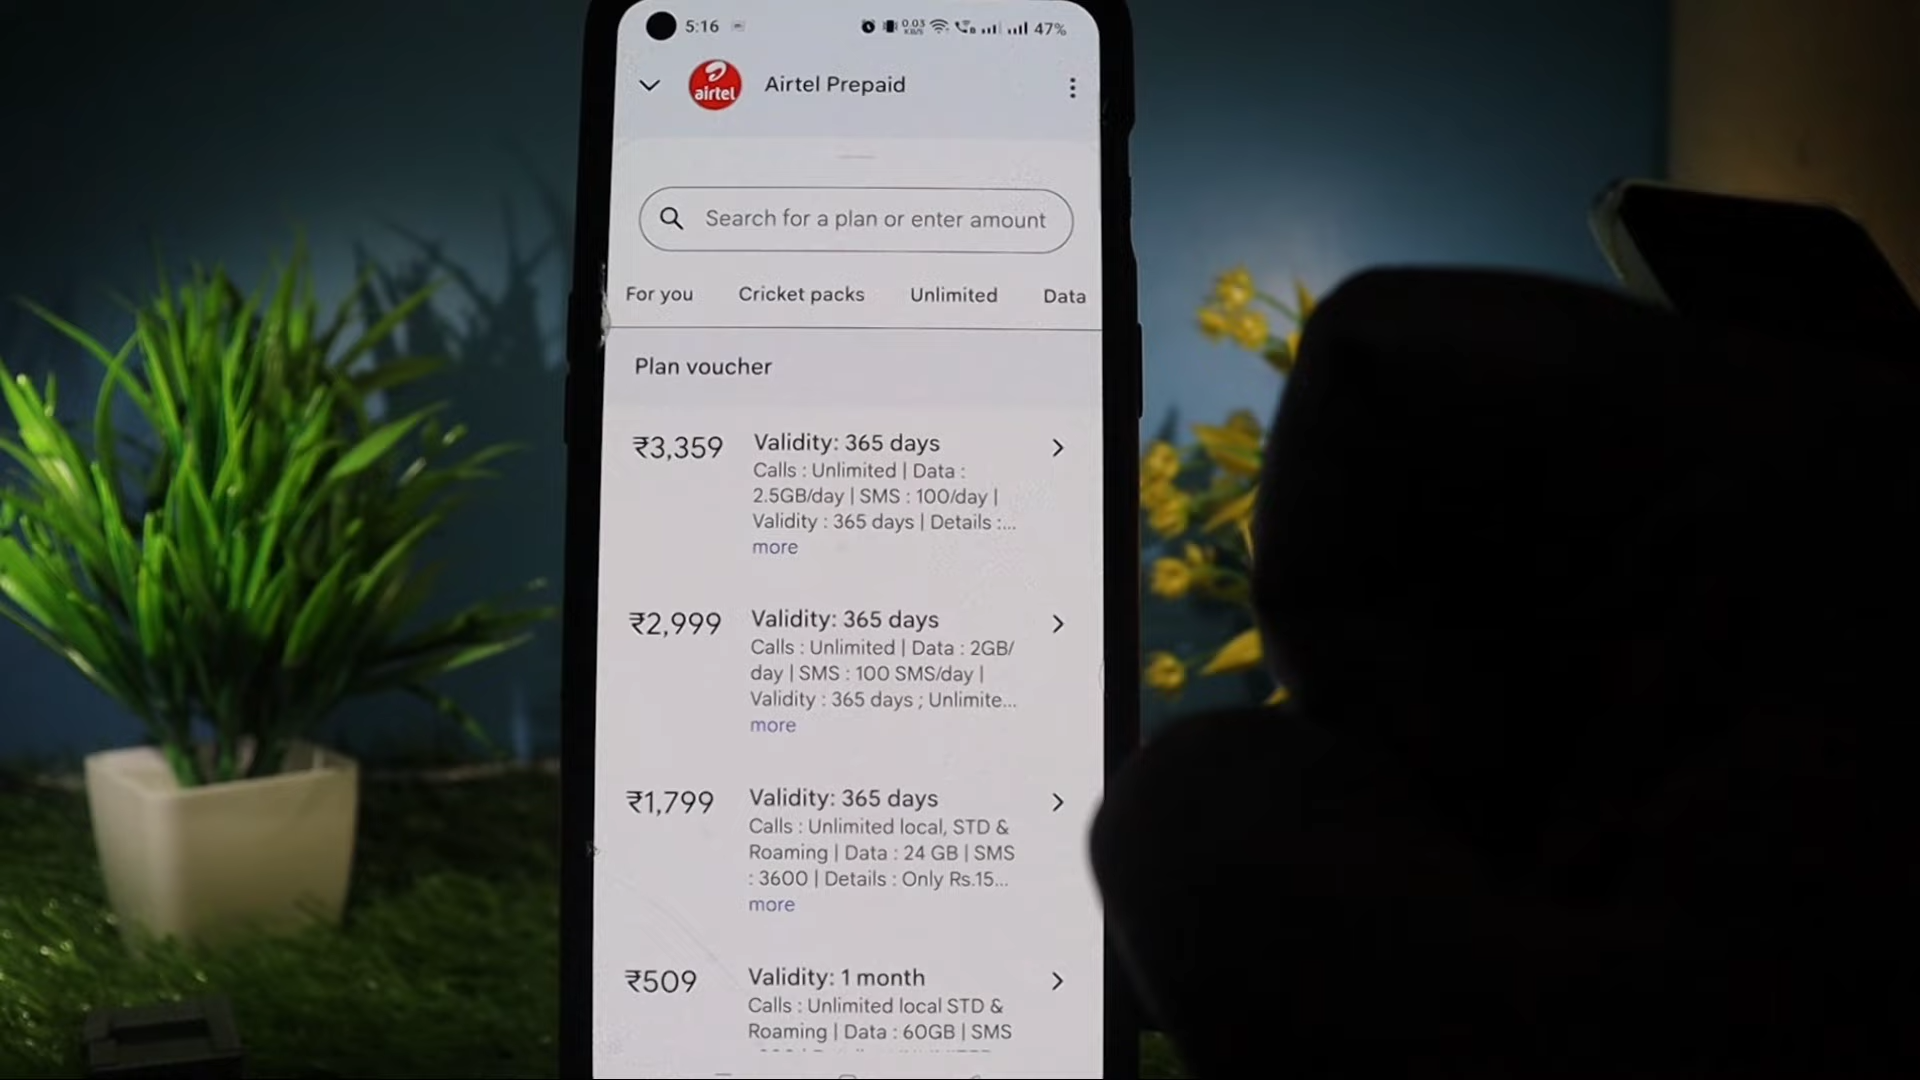 5:16
0.03
KB/S
47%
airtel
Airtel Prepaid
Search for a plan or enter amount
For you
Cricket packs
Unlimited
Data
Plan voucher
₹3,359
Validity: 365 days
Calls : Unlimited | Data :
2.5GB/day | SMS : 100/day |
Validity : 365 days | Details :...
more
₹2,999
Validity: 365 days
Calls : Unlimited | Data : 2GB/
day | SMS : 100 SMS/day |
Validity : 365 days ; Unlimite...
more
₹1,799
Validity: 365 days
Calls : Unlimited local, STD &
Roaming | Data : 24 GB | SMS
: 3600 | Details : Only Rs.15...
more
₹509
Validity: 1 month
Calls : Unlimited local STD &
Roaming | Data : 60GB | SMS